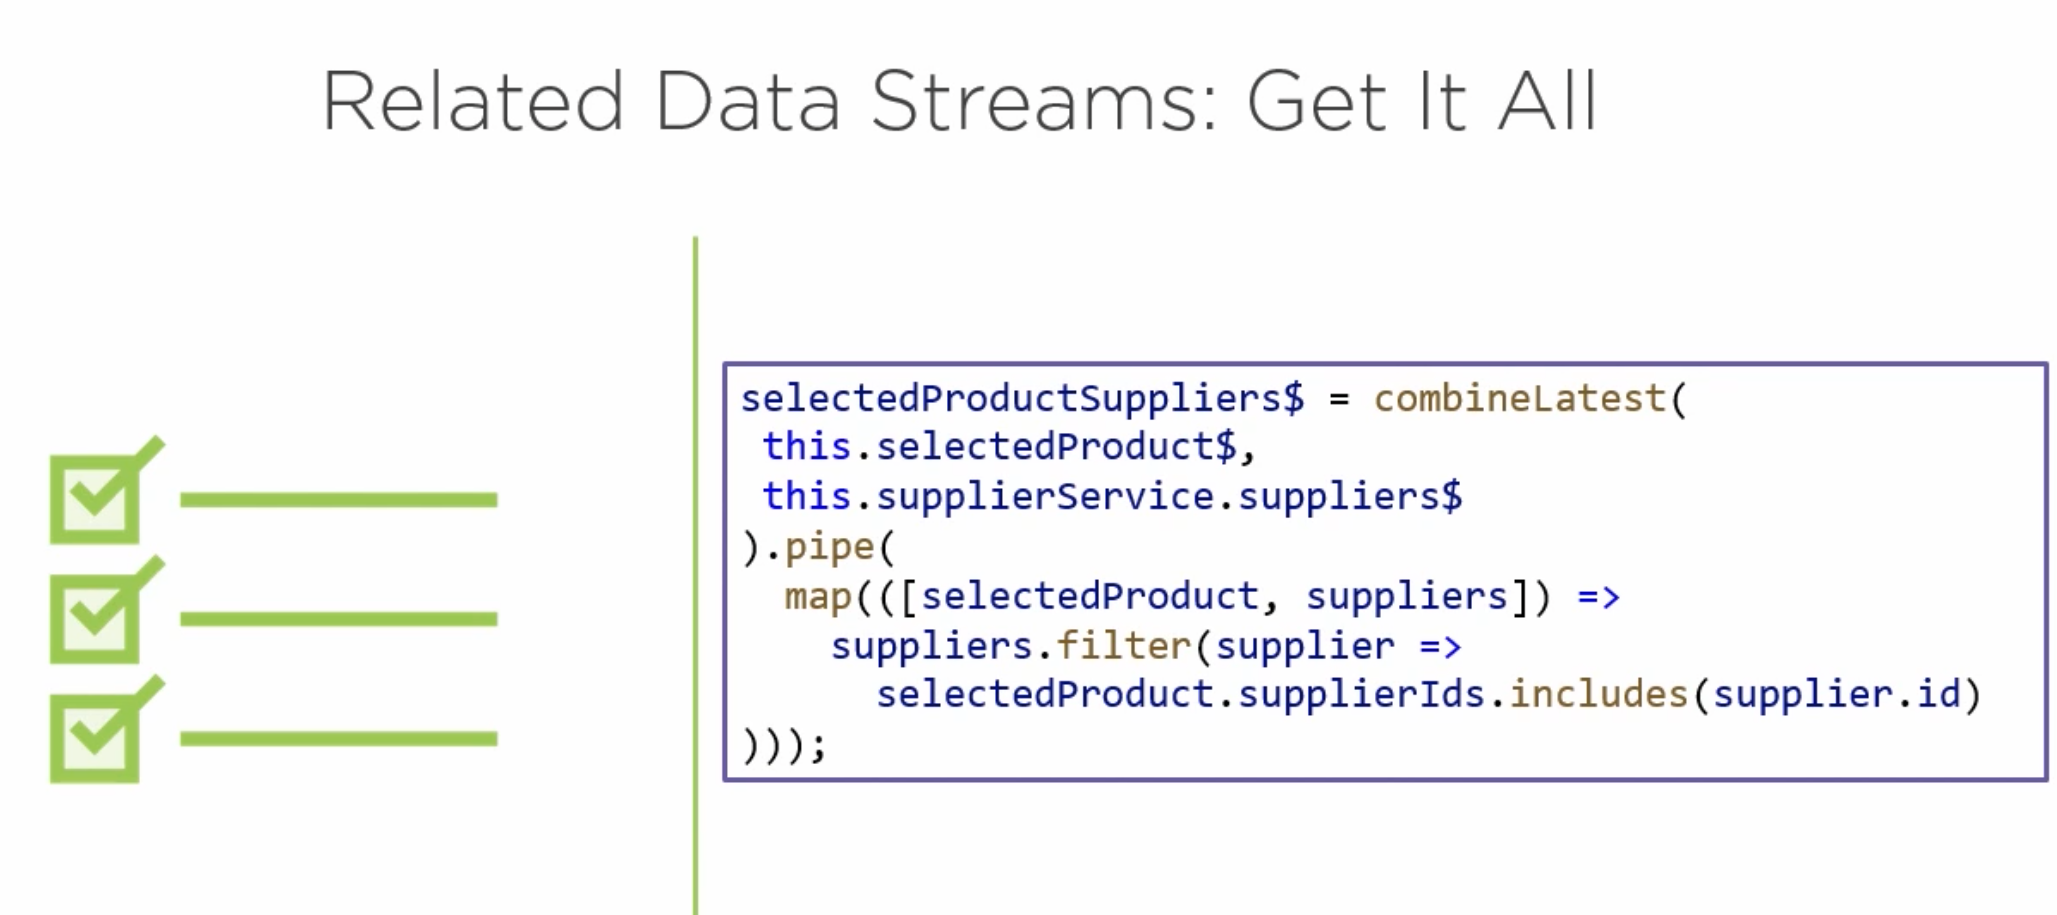 Related Data Streams: Get It All
selectedProductSuppliers$ = combineLatest(
 this.selectedProduct$,
 this.supplierService.suppliers$
).pipe(
  map(([selectedProduct, suppliers]) =>
    suppliers.filter(supplier =>
      selectedProduct.supplierIds.includes(supplier.id)
)));